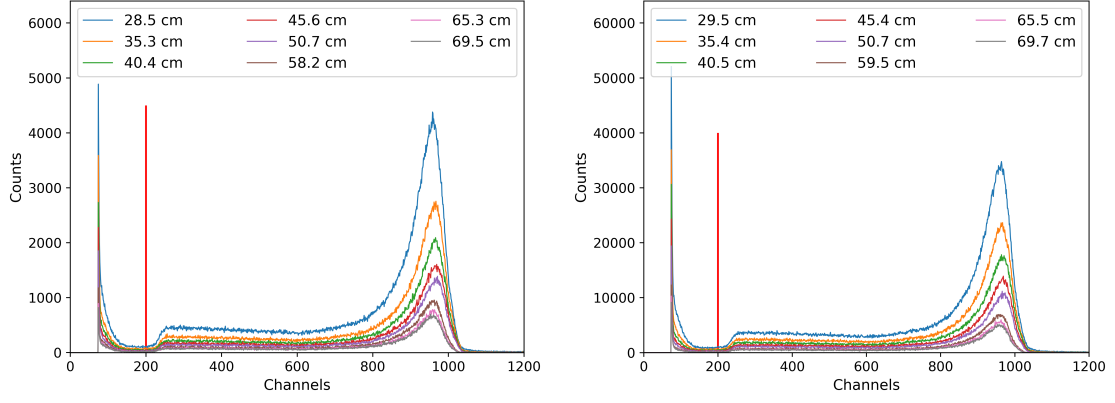 6000
5000
4000
3000
2000
1000
0
Counts
28.5 cm 45.6 cm 65.3 cm
35.3 cm 50.7 cm 69.5 cm
40.4 cm 58.2 cm
0 200 400 600 800 1000 1200
Channels
60000
50000
40000
30000
20000
10000
0
Counts
29.5 cm 45.4 cm 65.5 cm
35.4 cm 50.7 cm 69.7 cm
40.5 cm 59.5 cm
0 200 400 600 800 1000 1200
Channels